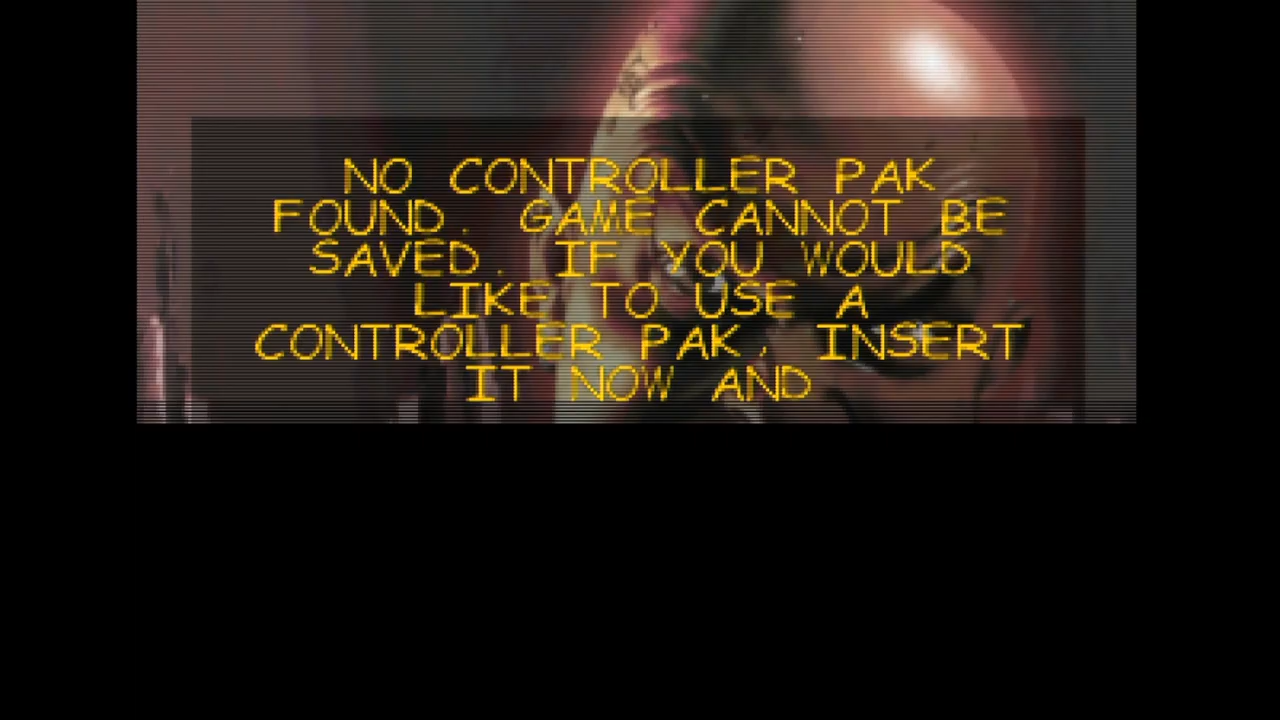 NO CONTROLLER PAK
FOUND. GAME CANNOT BE
SAVED. IF YOU WOULD
LIKE TO USE A
CONTROLLER PAK, INSERT
IT NOW AND